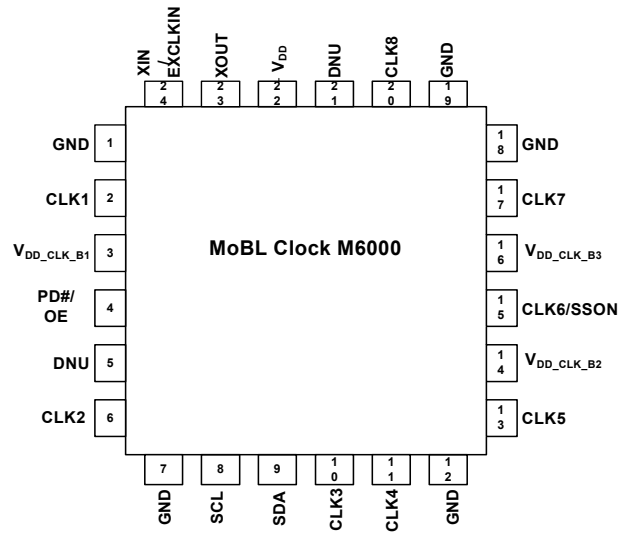 XIN
/EXCLKIN
XOUT
VDD
DNU
CLK8
GND
24
23
22
21
20
19
GND 1
CLK1 2
VDD_CLK_B1 3
PD#/
OE
4
DNU 5
CLK2 6
MoBL Clock M6000
18 GND
17 CLK7
16 VDD_CLK_B3
15 CLK6/SSON
14 VDD_CLK_B2
13 CLK5
7
8
9
10
11
12
GND
SCL
SDA
CLK3
CLK4
GND